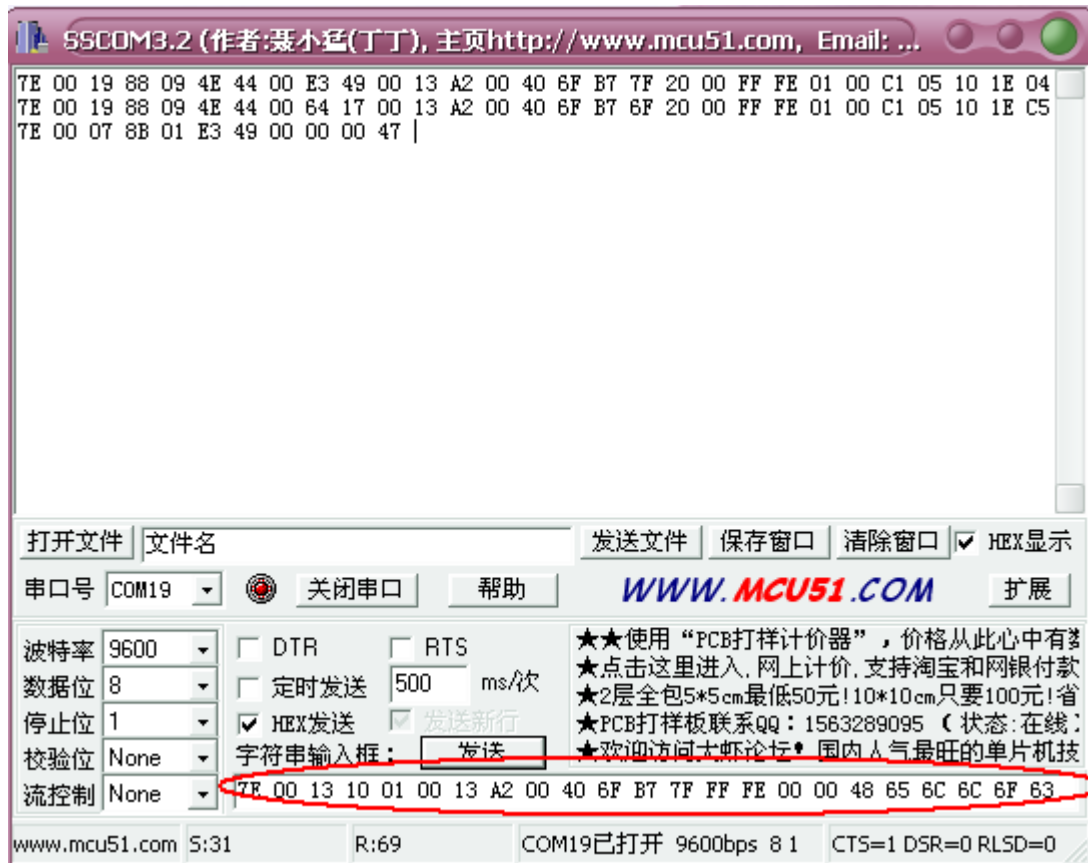 SSCOM3.2 (作者:聂小猛(丁丁), 主页http://www.mcu51.com, Email: ...
7E 00 19 88 09 4E 44 00 E3 49 00 13 A2 00 40 6F B7 7F 20 00 FF FE 01 00 C1 05 10 1E 04
7E 00 19 88 09 4E 44 00 64 17 00 13 A2 00 40 6F B7 6F 20 00 FF FE 01 00 C1 05 10 1E C5
7E 00 07 8B 01 E3 49 00 00 00 47
打开文件 文件名 发送文件 保存窗口 清除窗口 HEX显示
串口号 COM19 关闭串口 帮助 WWW.MCU51.COM 扩展
波特率 9600 DTR RTS
数据位 8 定时发送 500 ms/次
停止位 1 HEX发送 发送新行
校验位 None 字符串输入框: 发送
流控制 None 7E 00 13 10 01 00 13 A2 00 40 6F B7 7F FF FE 00 00 48 65 6C 6C 6F 63
★★使用“PCB打样计价器”,价格从此心中有数
★点击这里进入,网上计价,支持淘宝和网银付款
★2层全包5*5cm最低50元!10*10cm只要100元!省
★PCB打样板联系QQ:1563289095 (状态:在线)
★欢迎访问大虾论坛! 国内人气最旺的单片机技
www.mcu51.com S:31 R:69 COM19已打开 9600bps 8 1 CTS=1 DSR=0 RLSD=0